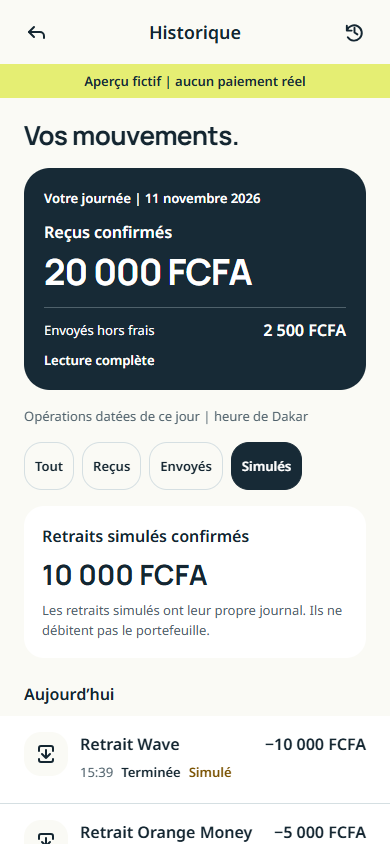 Historique
Aperçu fictif | aucun paiement réel
Vos mouvements.
Votre journée | 11 novembre 2026
Reçus confirmés
20 000 FCFA
Envoyés hors frais 2 500 FCFA
Lecture complète
Opérations datées de ce jour | heure de Dakar
Tout Reçus Envoyés Simulés
Retraits simulés confirmés
10 000 FCFA
Les retraits simulés ont leur propre journal. Ils ne
débitent pas le portefeuille.
Aujourd’hui
Retrait Wave −10 000 FCFA
15:39 Terminée Simulé
Retrait Orange Money −5 000 FCFA